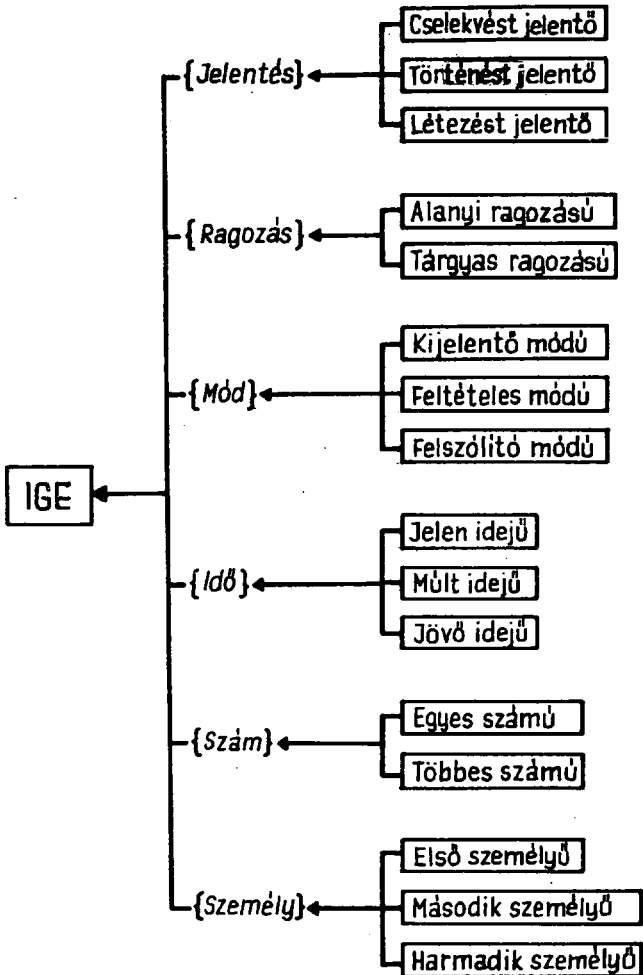 Cselekvést jelentő
{Jelentés}
Történést jelentő
Létezést jelentő
Alanyi ragozású
{Ragozás}
Tárgyas ragozású
Kijelentő módú
{Mód}
Feltételes módú
Felszólító módú
IGE
Jelen idejű
{Idő}
Múlt idejű
Jövő idejű
Egyes számú
{Szám}
Többes számú
Első személyű
{Személy}
Második személyű
Harmadik személyű